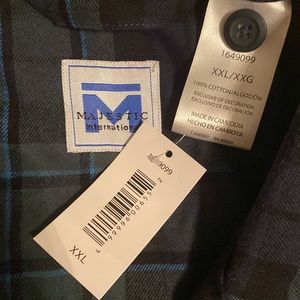 MAJESTIC
International
1649099
XXL/XXG
100% COTTON/ALGODÓN
EXCLUSIVE OF DECORATION
EXCLUSIVO DE DECORACIÓN
MADE IN CAMBODIA
HECHO EN CAMBOYA
9099
XXL